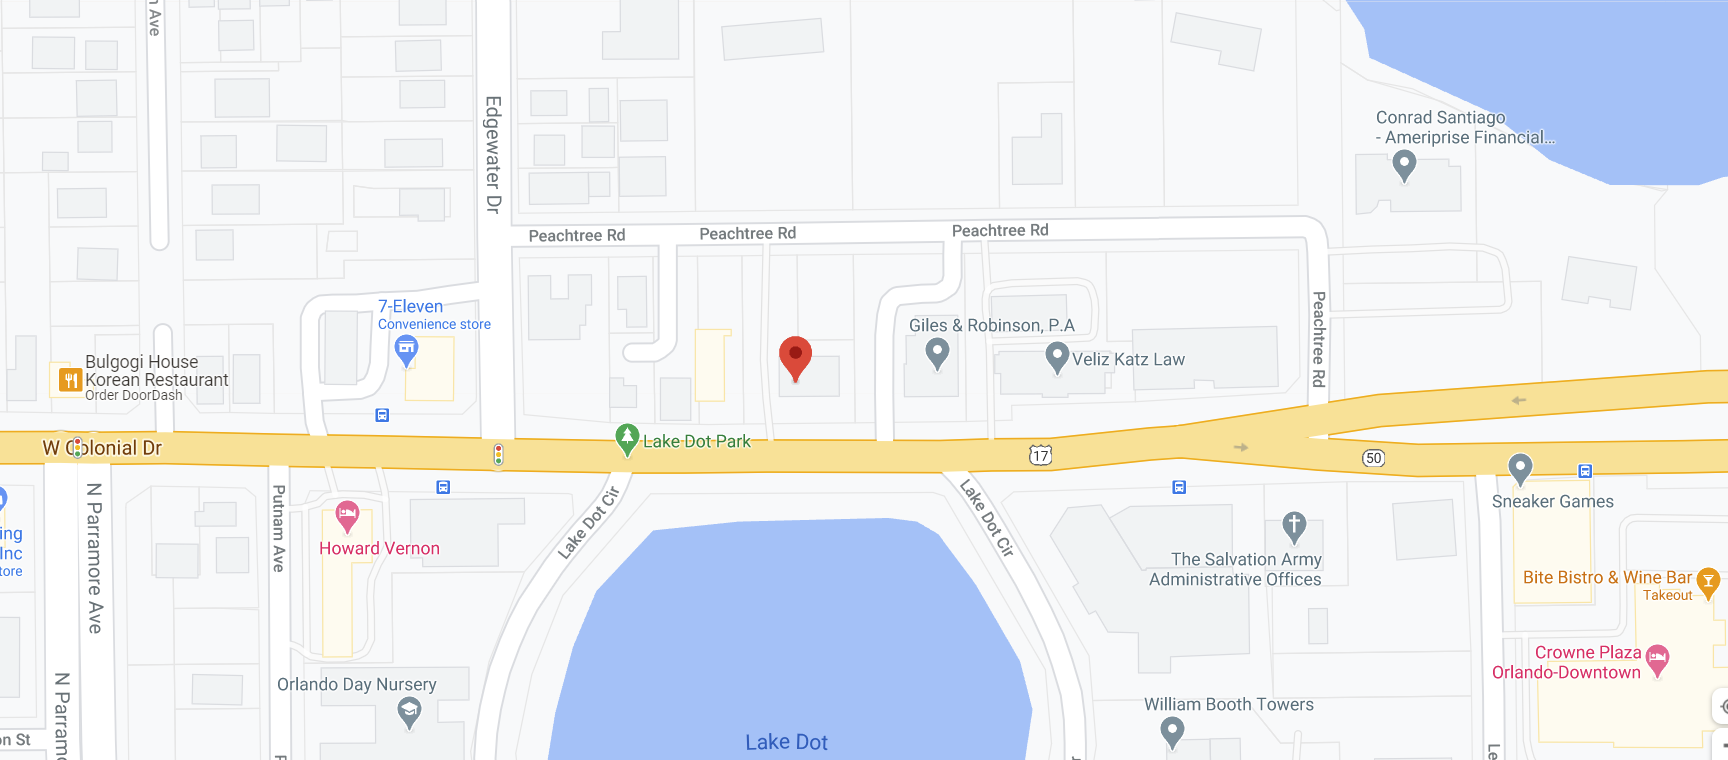 n Ave
Edgewater Dr
Conrad Santiago
- Ameriprise Financial...
Peachtree Rd
Peachtree Rd
Peachtree Rd
7-Eleven
Convenience store
Peachtree Rd
Giles & Robinson, P.A
Veliz Katz Law
Bulgogi House
Korean Restaurant
Order DoorDash
W Colonial Dr
Lake Dot Park
17
50
N Parramore Ave
Putnam Ave
Lake Dot Cir
Lake Dot Cir
Sneaker Games
ing
Inc
tore
Howard Vernon
The Salvation Army
Administrative Offices
Bite Bistro & Wine Bar
Takeout
Crowne Plaza
Orlando-Downtown
Orlando Day Nursery
N Parramo
William Booth Towers
on St
Lake Dot
Le